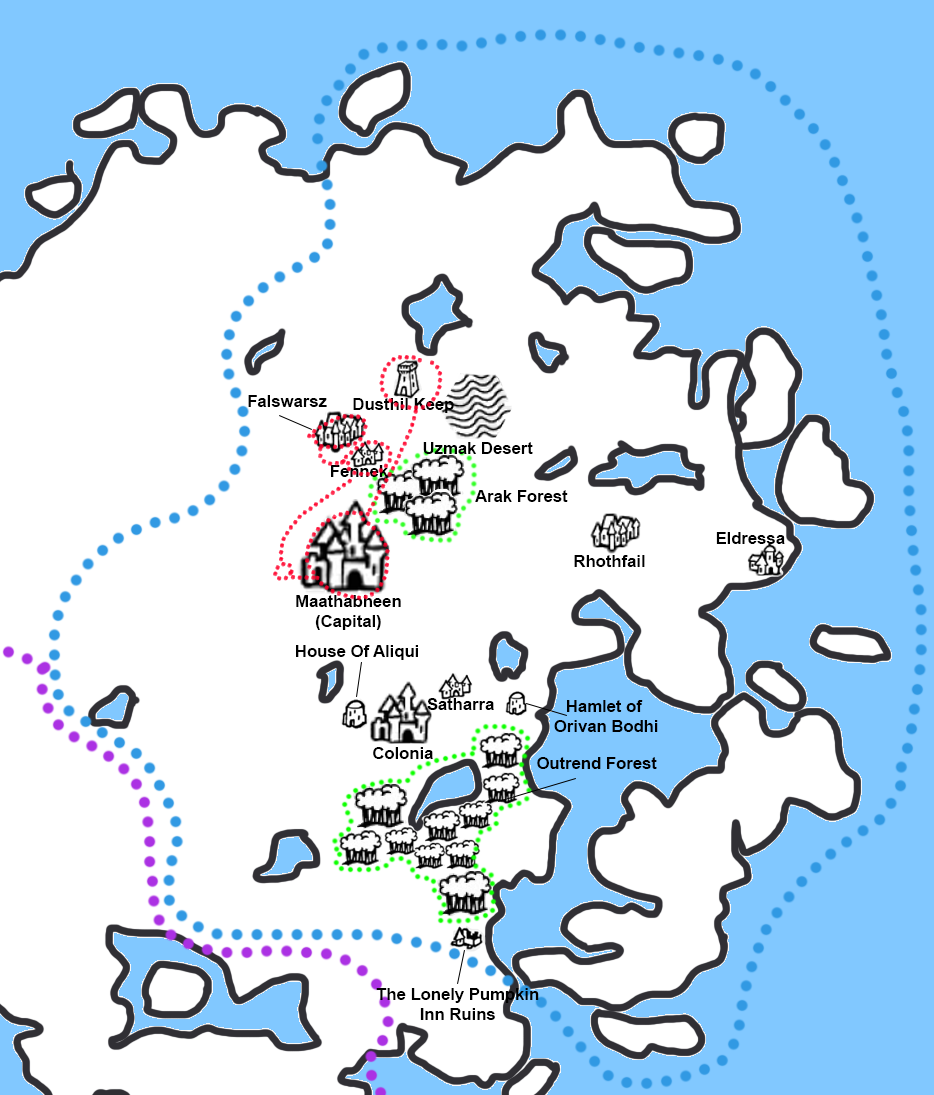 Falswarsz
Dusthil Keep
Uzmak Desert
Fennek
Arak Forest
Eldressa
Rhothfail
Maathabheen
(Capital)
House Of Aliqui
Satharra
Hamlet of
Orivan Bodhi
Colonia
Outrend Forest
The Lonely Pumpkin
Inn Ruins